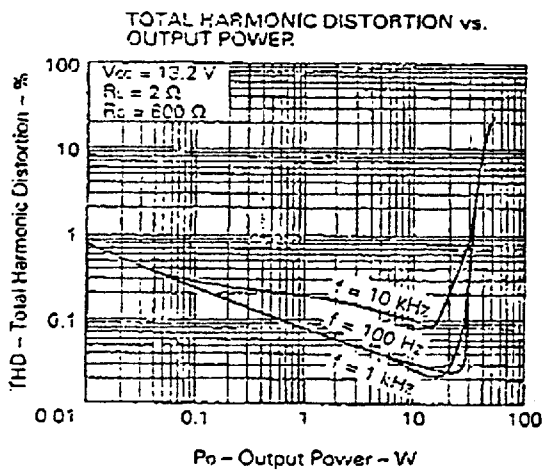 TOTAL HARMONIC DISTORTION vs.
OUTPUT POWER
VCC = 13.2 V
RL = 2 Ω
RG = 600 Ω
THD – Total Harmonic Distortion – %
100
10
1
0.1
0.01
f = 10 kHz
f = 100 Hz
f = 1 kHz
0.1
1
10
100
Po – Output Power – W